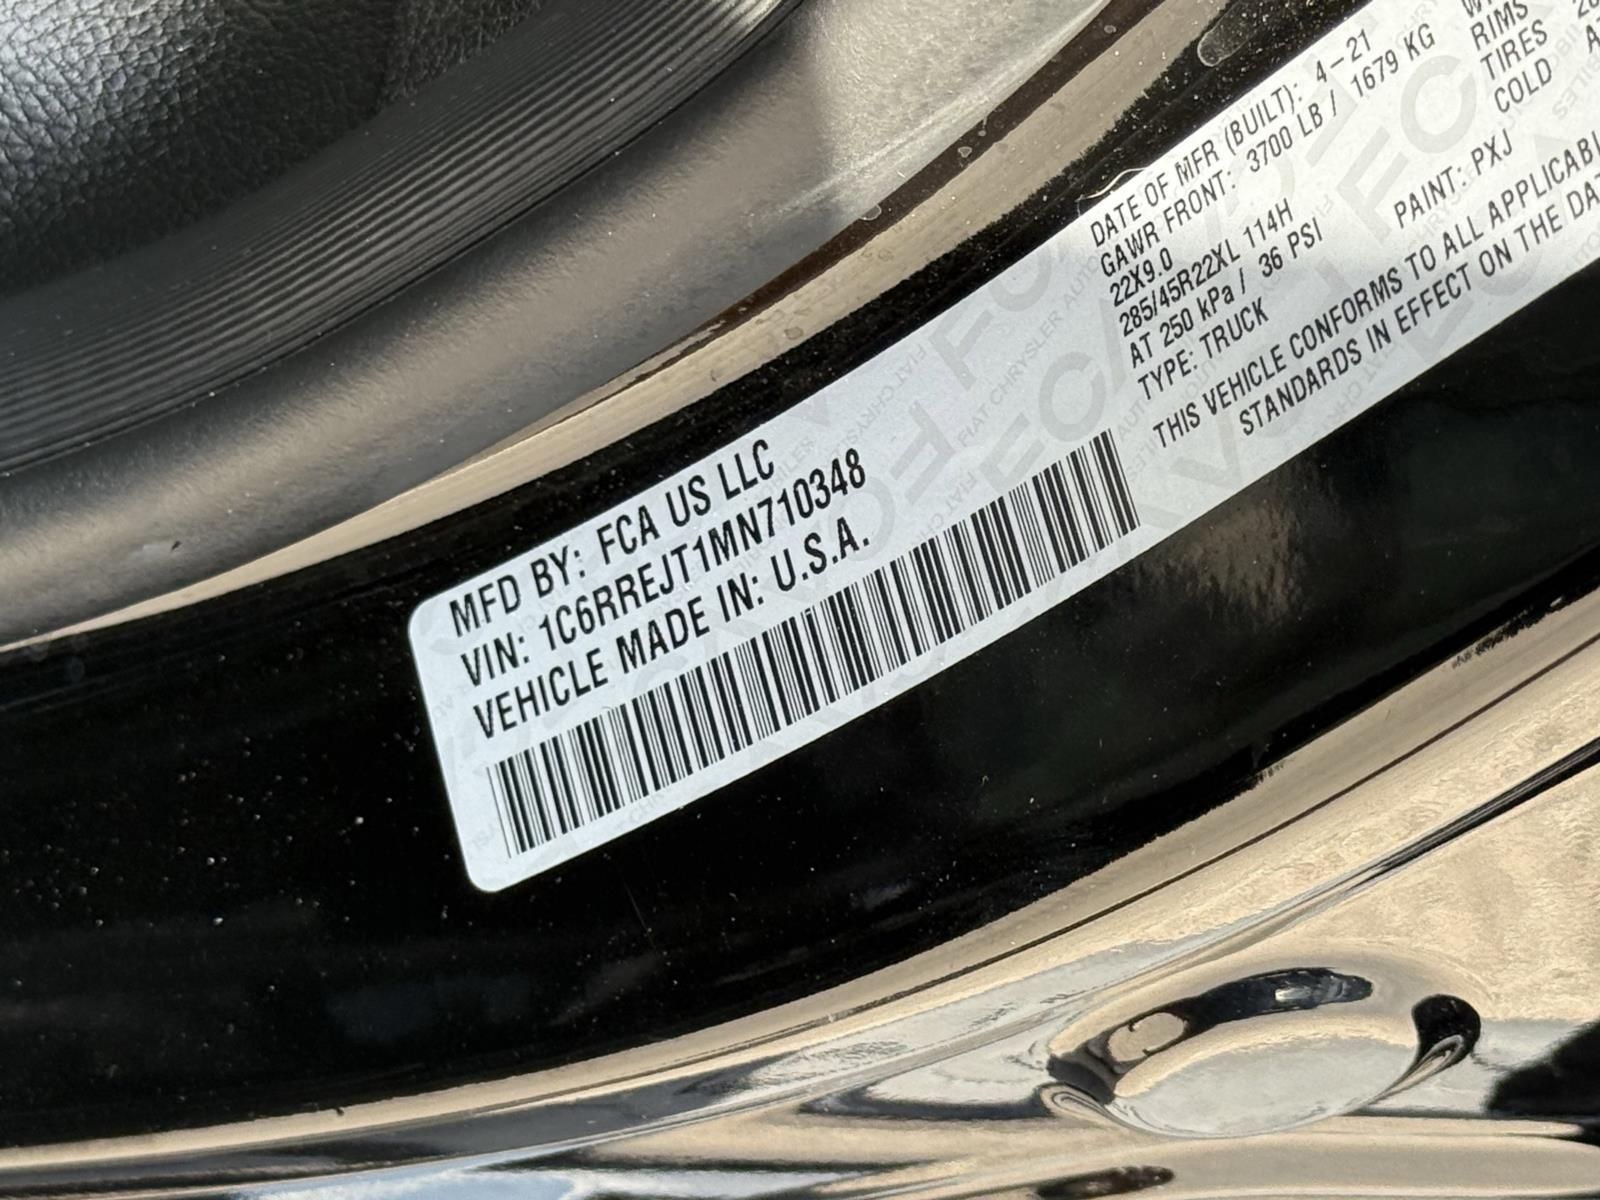 MFD BY: FCA US LLC
VIN: 1C6RREJT1MN710348
VEHICLE MADE IN: U.S.A.
DATE OF MFR (BUILT): 4-21
GAWR FRONT: 3700 LB / 1679 KG
22X9.0
RIMS
285/45R22XL 114H
TIRES
AT 250 kPa / 36 PSI
COLD
TYPE: TRUCK
PAINT: PXJ
THIS VEHICLE CONFORMS TO ALL
STANDARDS IN EFFECT ON THE